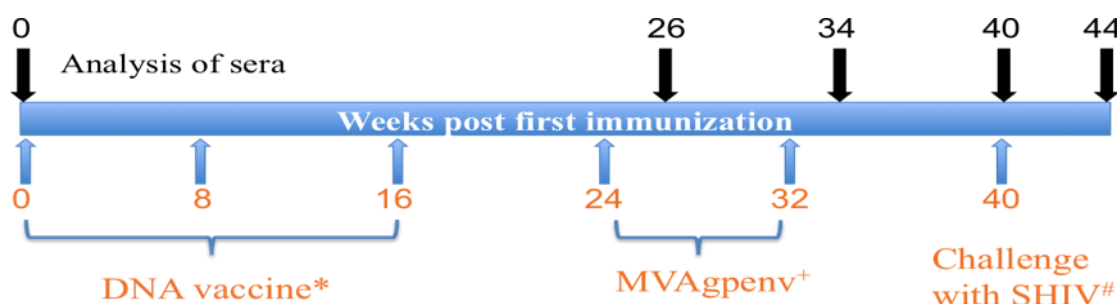 0 26 34 40 44
Analysis of sera
Weeks post first immunization
0 8 16 24 32 40
DNA vaccine* MVAgpenv⁺ Challenge
with SHIV#